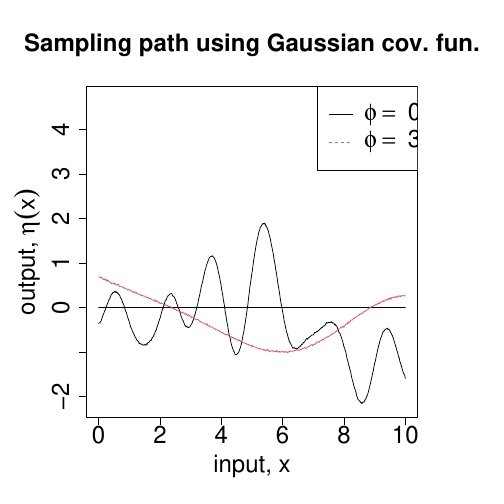 Sampling path using Gaussian cov. fun.
ϕ = 0
ϕ = 3
4
3
2
1
0
−2
output, η(x)
0 2 4 6 8 10
input, x